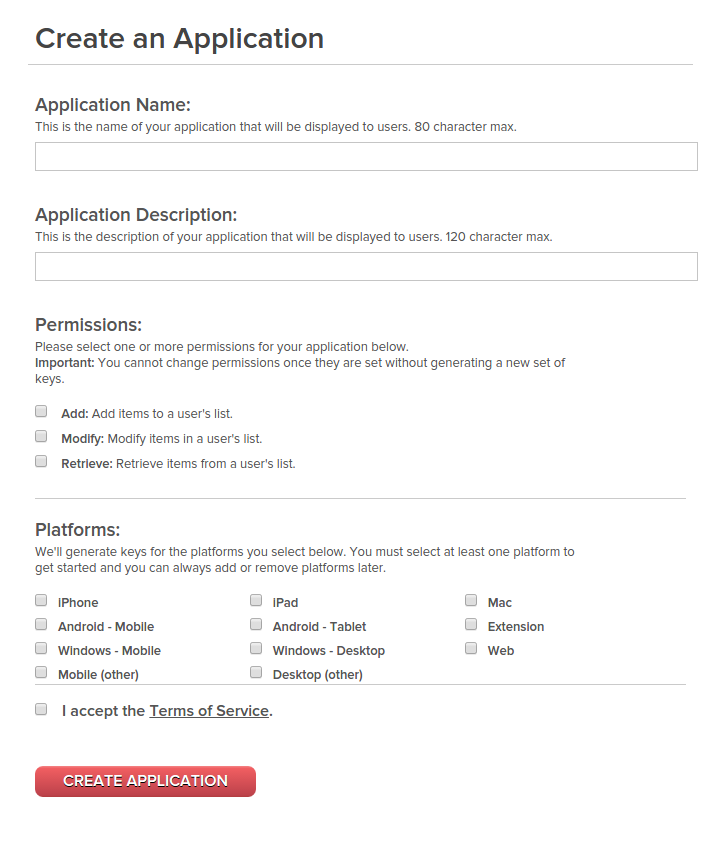 Create an Application
Application Name:
This is the name of your application that will be displayed to users. 80 character max.
Application Description:
This is the description of your application that will be displayed to users. 120 character max.
Permissions:
Please select one or more permissions for your application below.
Important: You cannot change permissions once they are set without generating a new set of
keys.
Add: Add items to a user's list.
Modify: Modify items in a user's list.
Retrieve: Retrieve items from a user's list.
Platforms:
We'll generate keys for the platforms you select below. You must select at least one platform to
get started and you can always add or remove platforms later.
iPhone iPad Mac
Android - Mobile Android - Tablet Extension
Windows - Mobile Windows - Desktop Web
Mobile (other) Desktop (other)
I accept the Terms of Service.
CREATE APPLICATION